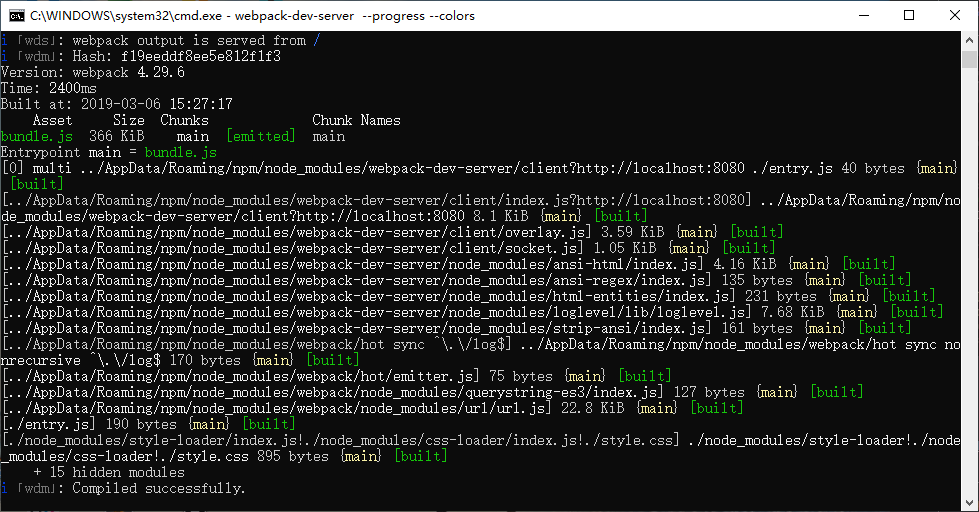 C:\WINDOWS\system32\cmd.exe - webpack-dev-server  --progress --colors
i ｢wds｣: webpack output is served from /
i ｢wdm｣: Hash: f19eeddf8ee5e812f1f3
Version: webpack 4.29.6
Time: 2400ms
Built at: 2019-03-06 15:27:17
    Asset     Size  Chunks             Chunk Names
bundle.js  366 KiB    main  [emitted]  main
Entrypoint main = bundle.js
[0] multi ../AppData/Roaming/npm/node_modules/webpack-dev-server/client?http://localhost:8080 ./entry.js 40 bytes {main}
 [built]
[../AppData/Roaming/npm/node_modules/webpack-dev-server/client/index.js?http://localhost:8080] ../AppData/Roaming/npm/no
de_modules/webpack-dev-server/client?http://localhost:8080 8.1 KiB {main} [built]
[../AppData/Roaming/npm/node_modules/webpack-dev-server/client/overlay.js] 3.59 KiB {main} [built]
[../AppData/Roaming/npm/node_modules/webpack-dev-server/client/socket.js] 1.05 KiB {main} [built]
[../AppData/Roaming/npm/node_modules/webpack-dev-server/node_modules/ansi-html/index.js] 4.16 KiB {main} [built]
[../AppData/Roaming/npm/node_modules/webpack-dev-server/node_modules/ansi-regex/index.js] 135 bytes {main} [built]
[../AppData/Roaming/npm/node_modules/webpack-dev-server/node_modules/html-entities/index.js] 231 bytes {main} [built]
[../AppData/Roaming/npm/node_modules/webpack-dev-server/node_modules/loglevel/lib/loglevel.js] 7.68 KiB {main} [built]
[../AppData/Roaming/npm/node_modules/webpack-dev-server/node_modules/strip-ansi/index.js] 161 bytes {main} [built]
[../AppData/Roaming/npm/node_modules/webpack/hot sync ^\.\/log$] ../AppData/Roaming/npm/node_modules/webpack/hot sync no
nrecursive ^\.\/log$ 170 bytes {main} [built]
[../AppData/Roaming/npm/node_modules/webpack/hot/emitter.js] 75 bytes {main} [built]
[../AppData/Roaming/npm/node_modules/webpack/node_modules/querystring-es3/index.js] 127 bytes {main} [built]
[../AppData/Roaming/npm/node_modules/webpack/node_modules/url/url.js] 22.8 KiB {main} [built]
[./entry.js] 190 bytes {main} [built]
[./node_modules/style-loader/index.js!./node_modules/css-loader/index.js!./style.css] ./node_modules/style-loader!./node
_modules/css-loader!./style.css 895 bytes {main} [built]
    + 15 hidden modules
i ｢wdm｣: Compiled successfully.